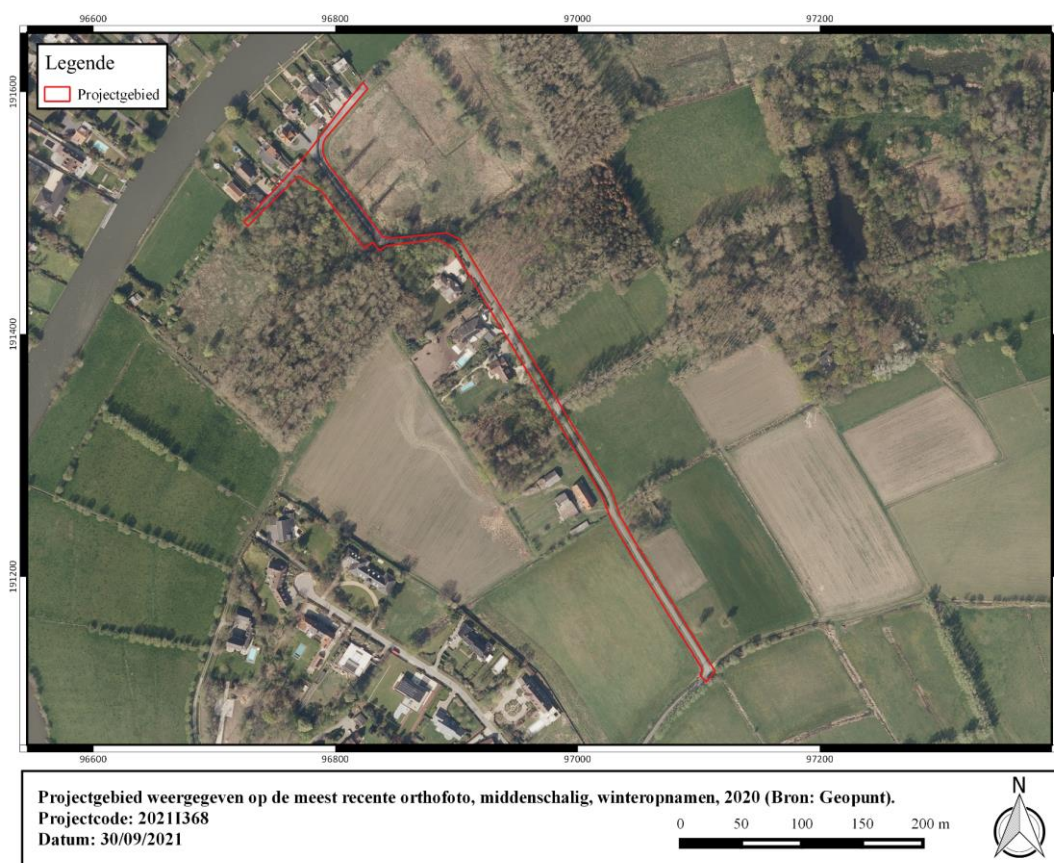 96600 96800 97000 97200
Legende
Projectgebied
191600
191400
191200
96600 96800 97000 97200
Projectgebied weergegeven op de meest recente orthofoto, middenschalig, winteropnamen, 2020 (Bron: Geopunt).
Projectcode: 2021I368
Datum: 30/09/2021
0 50 100 150 200 m
N